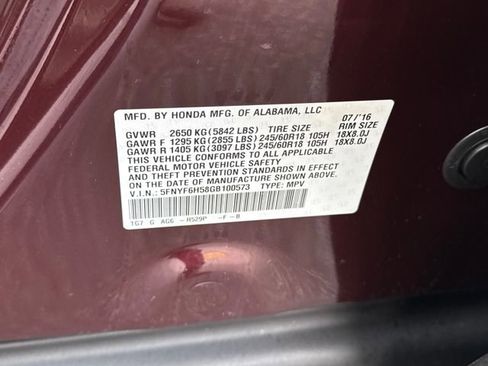 MFD. BY HONDA MFG. OF ALABAMA, LLC 07/'16
GVWR 2650 KG(5842 LBS) TIRE SIZE RIM SIZE
GAWR F 1295 KG(2855 LBS) 245/60R18 105H 18X8.0J
GAWR R 1405 KG(3097 LBS) 245/60R18 105H 18X8.0J
THIS VEHICLE CONFORMS TO ALL APPLICABLE
FEDERAL MOTOR VEHICLE SAFETY
STANDARDS IN EFFECT ON THE
DATE OF MANUFACTURE SHOWN ABOVE.
V.I.N.: 5FNYF6H58GB100573 TYPE: MPV
1G7 G AG6 -R529P -F-B